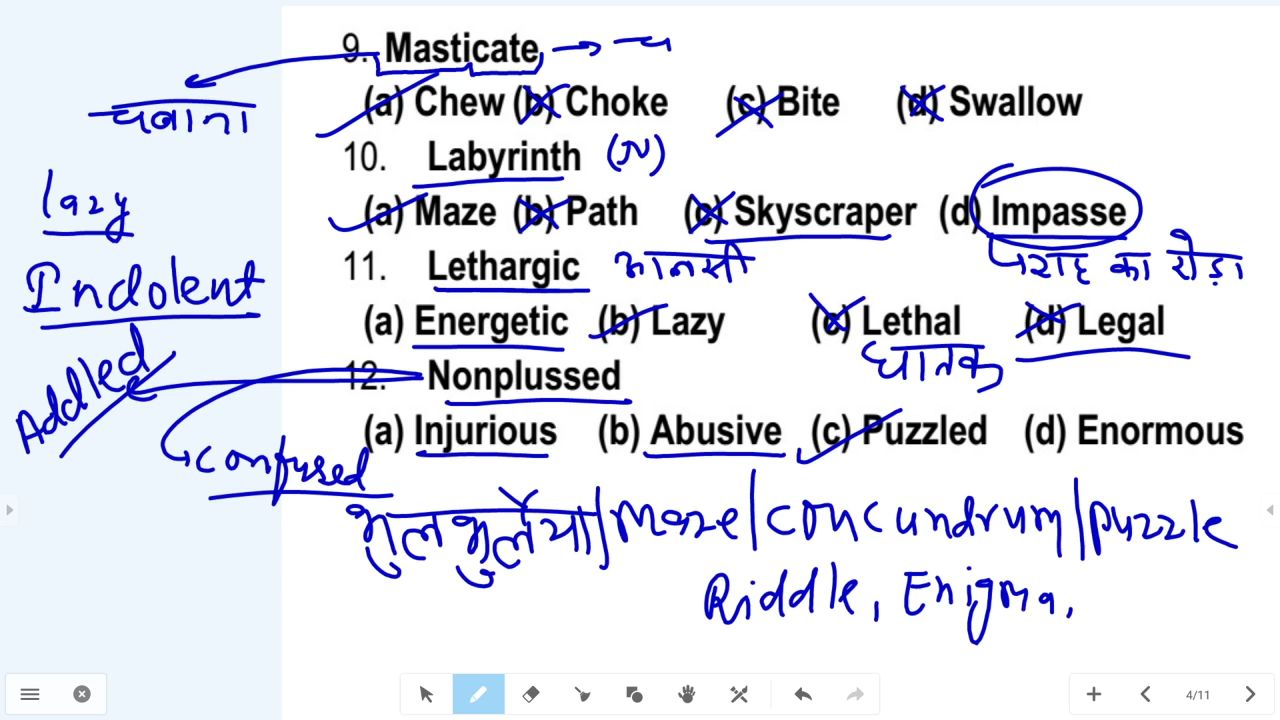 9. Masticate → च
(a) Chew (b) Choke (c) Bite (d) Swallow
चबाना
10. Labyrinth (N)
lazy
(a) Maze (b) Path (c) Skyscraper (d) Impasse
Indolent
11. Lethargic आलसी राह का रोड़ा
(a) Energetic (b) Lazy (c) Lethal (d) Legal
घातक
Addled
12. Nonplussed
(a) Injurious (b) Abusive (c) Puzzled (d) Enormous
confused
भुलभुलैया/Maze/Concundrum/Puzzle
Riddle, Enigma,
4/11